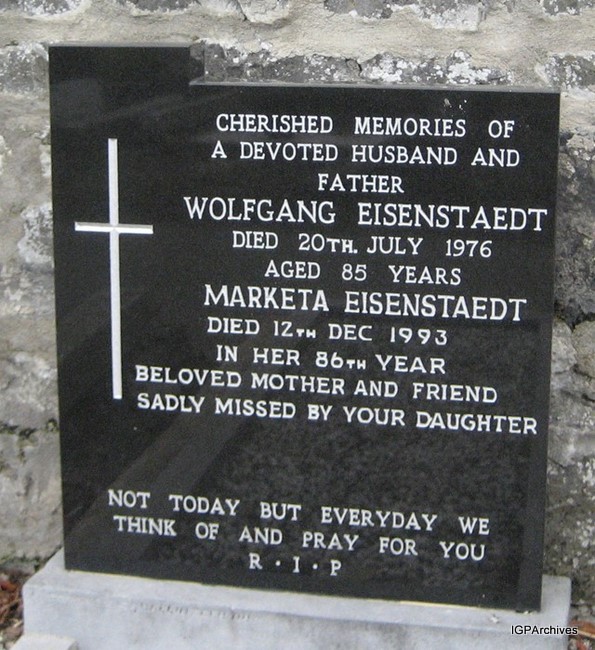 CHERISHED MEMORIES OF
A DEVOTED HUSBAND AND
FATHER
WOLFGANG EISENSTAEDT
DIED 20TH. JULY 1976
AGED 85 YEARS
MARKETA EISENSTAEDT
DIED 12TH DEC 1993
IN HER 86TH YEAR
BELOVED MOTHER AND FRIEND
SADLY MISSED BY YOUR DAUGHTER
NOT TODAY BUT EVERYDAY WE
THINK OF AND PRAY FOR YOU
R · I · P
IGPArchives